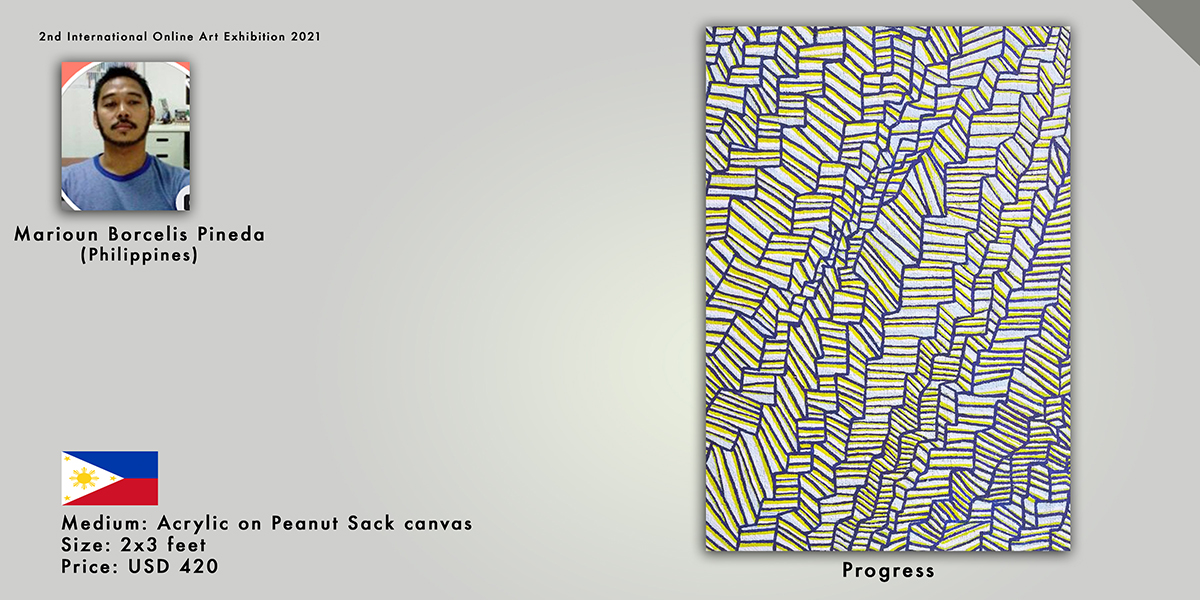 2nd International Online Art Exhibition 2021
Marioun Borcelis Pineda
(Philippines)
Medium: Acrylic on Peanut Sack canvas
Size: 2x3 feet
Price: USD 420
Progress